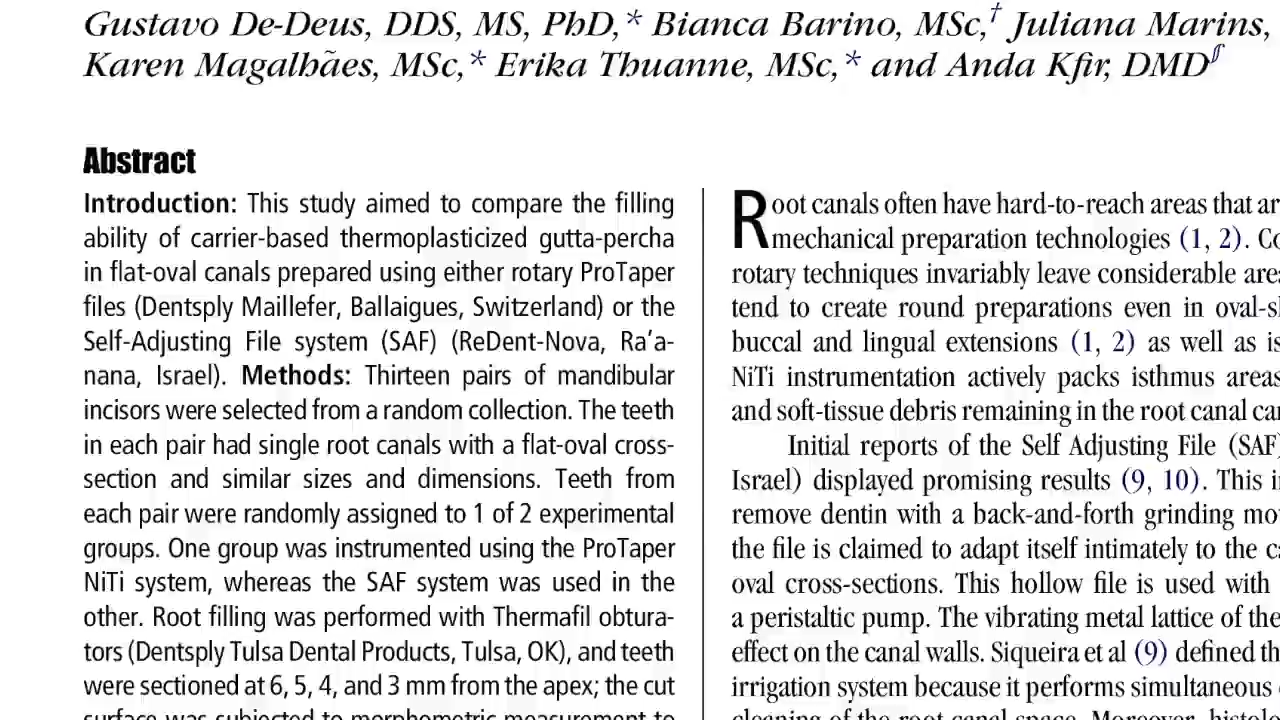 Gustavo De-Deus, DDS, MS, PhD,* Bianca Barino, MSc,† Juliana Marins,
Karen Magalhães, MSc,* Erika Thuanne, MSc,* and Anda Kfir, DMD§
Abstract
Introduction: This study aimed to compare the filling
ability of carrier-based thermoplasticized gutta-percha
in flat-oval canals prepared using either rotary ProTaper
files (Dentsply Maillefer, Ballaigues, Switzerland) or the
Self-Adjusting File system (SAF) (ReDent-Nova, Ra’a-
nana, Israel). Methods: Thirteen pairs of mandibular
incisors were selected from a random collection. The teeth
in each pair had single root canals with a flat-oval cross-
section and similar sizes and dimensions. Teeth from
each pair were randomly assigned to 1 of 2 experimental
groups. One group was instrumented using the ProTaper
NiTi system, whereas the SAF system was used in the
other. Root filling was performed with Thermafil obtura-
tors (Dentsply Tulsa Dental Products, Tulsa, OK), and teeth
were sectioned at 6, 5, 4, and 3 mm from the apex; the cut
surface was subjected to morphometric measurement to
Root canals often have hard-to-reach areas that
mechanical preparation technologies (1, 2).
rotary techniques invariably leave considerable
tend to create round preparations even in
buccal and lingual extensions (1, 2) as well as
NiTi instrumentation actively packs isthmus areas
and soft-tissue debris remaining in the root canal
Initial reports of the Self Adjusting File (SAF)
Israel) displayed promising results (9, 10). This
remove dentin with a back-and-forth grinding
the file is claimed to adapt itself intimately to the
oval cross-sections. This hollow file is used with
a peristaltic pump. The vibrating metal lattice of the
effect on the canal walls. Siqueira et al (9) defined
irrigation system because it performs simultaneous
cleaning of the root canal space. Moreover,